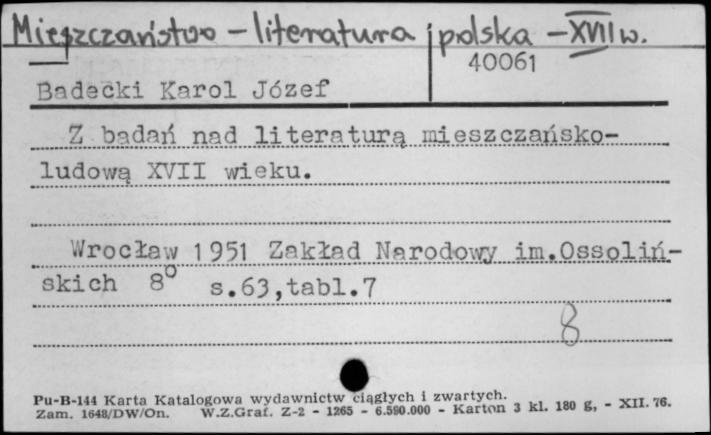 Mieszczaństwo - literatura polska - XVII w.
40061
Badecki Karol Józef
Z badań nad literaturą mieszczańsko-
ludową XVII wieku.
Wrocław 1951 Zakład Narodowy im.Ossoliń-
skich 8° s.63,tabl.7
8
Pu-B-144 Karta Katalogowa wydawnictw ciągłych i zwartych.
Zam. 1648/DW/On. W.Z.Graf. Z-2 - 1265 - 6.590.000 - Karton 3 kl. 180 g, - XII. 76.